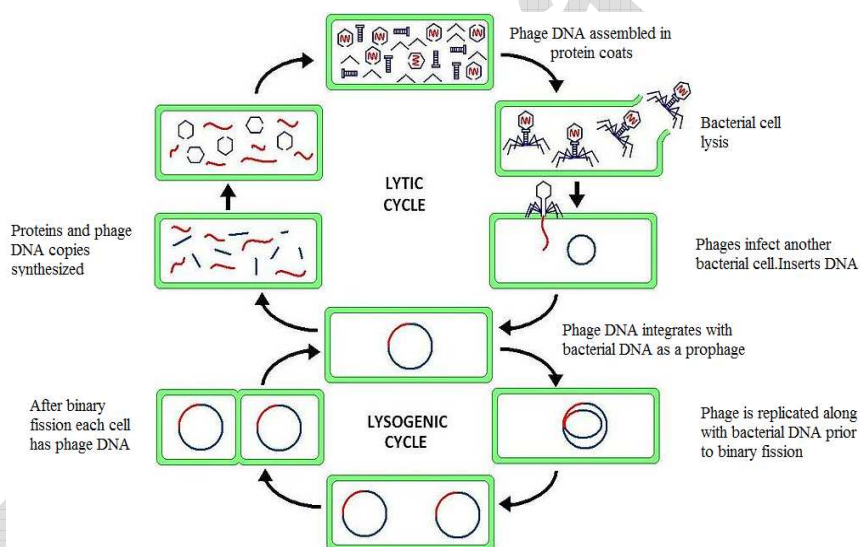 Phage DNA assembled in
protein coats
Bacterial cell
lysis
LYTIC
CYCLE
Proteins and phage
DNA copies
synthesized
Phages infect another
bacterial cell.Inserts DNA
Phage DNA integrates with
bacterial DNA as a prophage
After binary
fission each cell
has phage DNA
LYSOGENIC
CYCLE
Phage is replicated along
with bacterial DNA prior
to binary fission